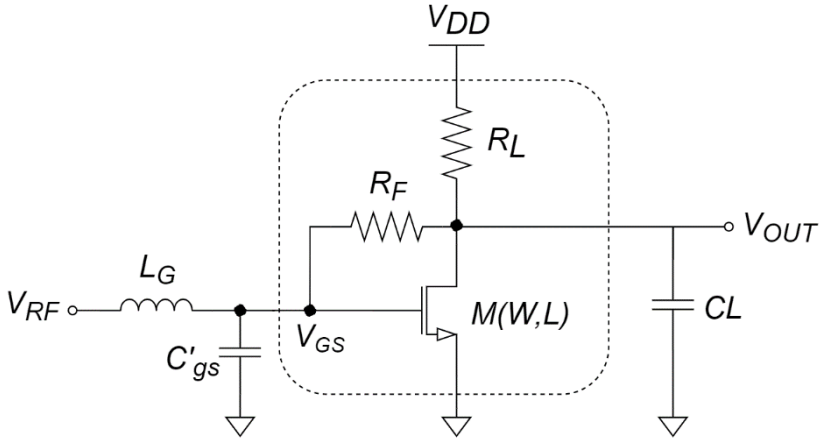 VDD
RL
RF
VOUT
LG
VRF
M(W,L)
CL
VGS
C'gs